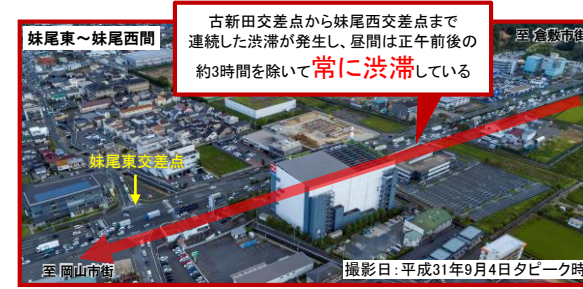 古新田交差点から妹尾西交差点まで
連続した渋滞が発生し、昼間は正午前後の
約3時間を除いて常に渋滞している
妹尾東～妹尾西間
至 倉敷市街
妹尾東交差点
至 岡山市街
撮影日:平成31年9月4日夕ピーク時